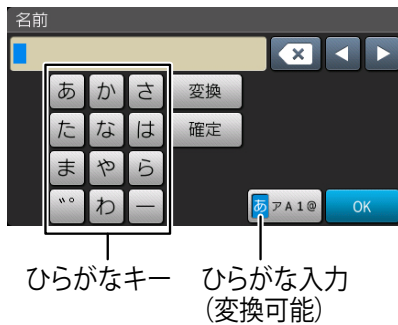 名前
あ か さ 変換
た な は 確定
ま や ら
゛゜ わ ー
あ ア A 1 @ OK
ひらがなキー ひらがな入力
(変換可能)